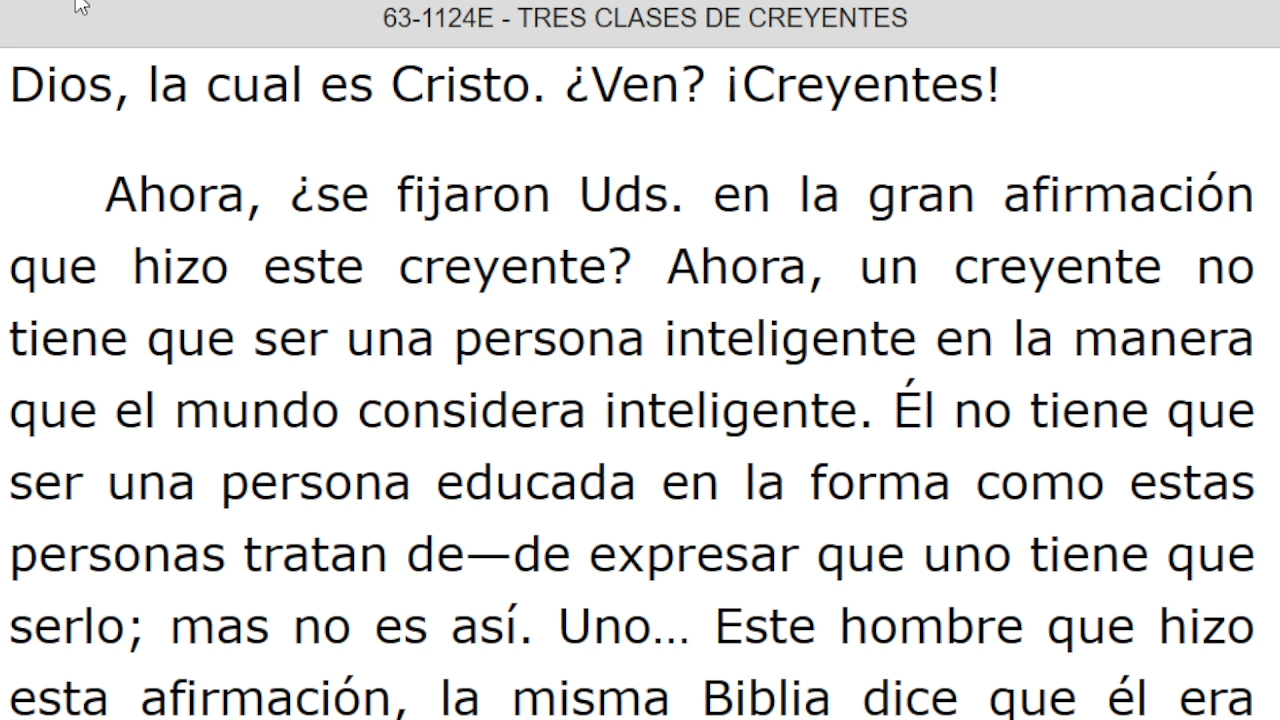 63-1124E - TRES CLASES DE CREYENTES
Dios, la cual es Cristo. ¿Ven? ¡Creyentes!
Ahora, ¿se fijaron Uds. en la gran afirmación
que hizo este creyente? Ahora, un creyente no
tiene que ser una persona inteligente en la manera
que el mundo considera inteligente. Él no tiene que
ser una persona educada en la forma como estas
personas tratan de—de expresar que uno tiene que
serlo; mas no es así. Uno... Este hombre que hizo
esta afirmación, la misma Biblia dice que él era